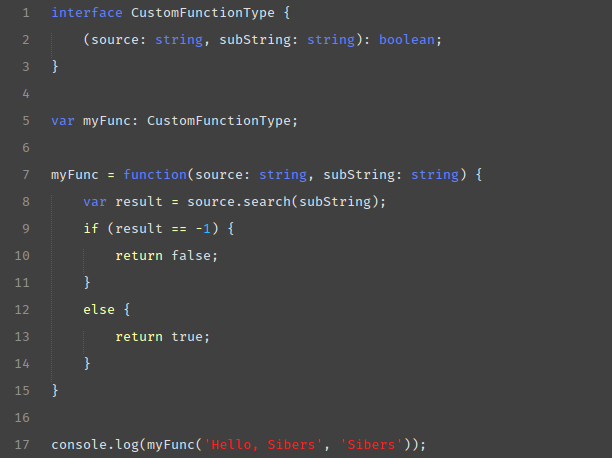 1 interface CustomFunctionType {
2     (source: string, subString: string): boolean;
3 }
4
5 var myFunc: CustomFunctionType;
6
7 myFunc = function(source: string, subString: string) {
8     var result = source.search(subString);
9     if (result == -1) {
10         return false;
11     }
12     else {
13         return true;
14     }
15 }
16
17 console.log(myFunc('Hello, Sibers', 'Sibers'));